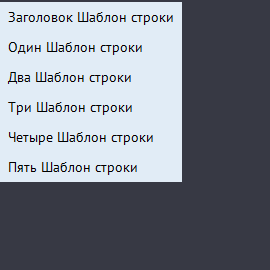 Заголовок Шаблон строки
Один Шаблон строки
Два Шаблон строки
Три Шаблон строки
Четыре Шаблон строки
Пять Шаблон строки